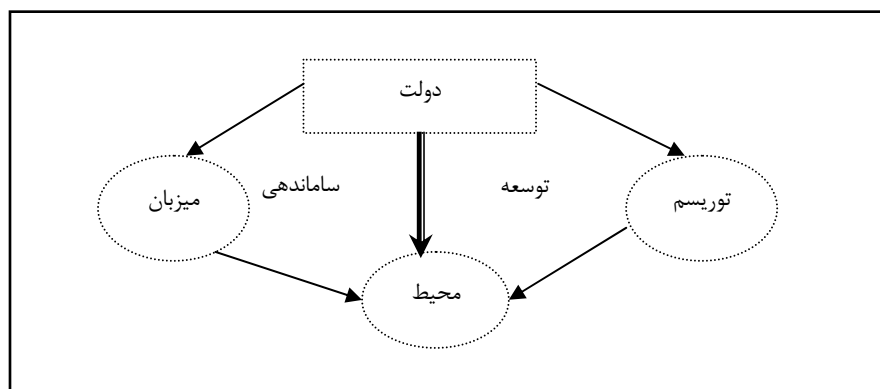 دولت
توسعه
ساماندهی
توریسم
میزبان
محیط